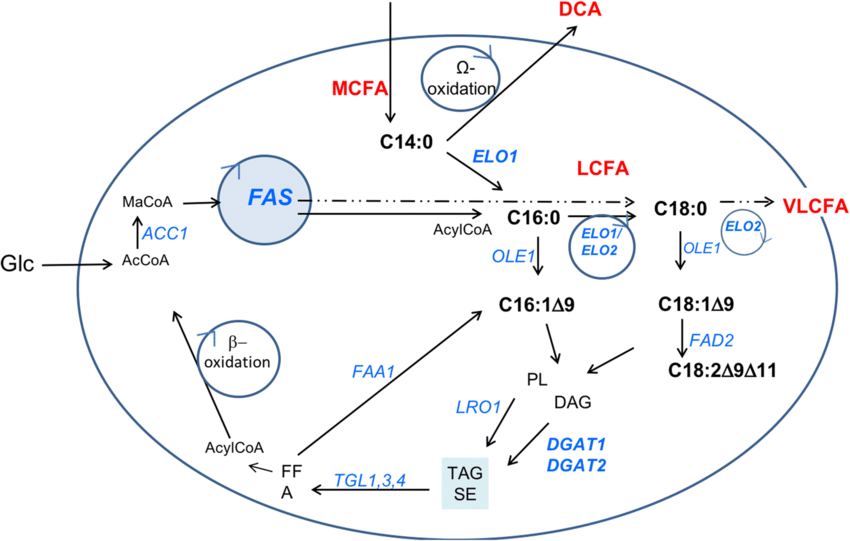 DCA
Ω-
oxidation
MCFA
C14:0
ELO1
LCFA
FAS
MaCoA
C16:0
C18:0
VLCFA
AcylCoA
ELO1/
ELO2
ELO2
ACC1
OLE1
OLE1
Glc
AcCoA
C16:1Δ9
C18:1Δ9
β–
oxidation
FAA1
FAD2
C18:2Δ9Δ11
PL
DAG
LRO1
DGAT1
DGAT2
AcylCoA
FF
A
TGL1,3,4
TAG
SE